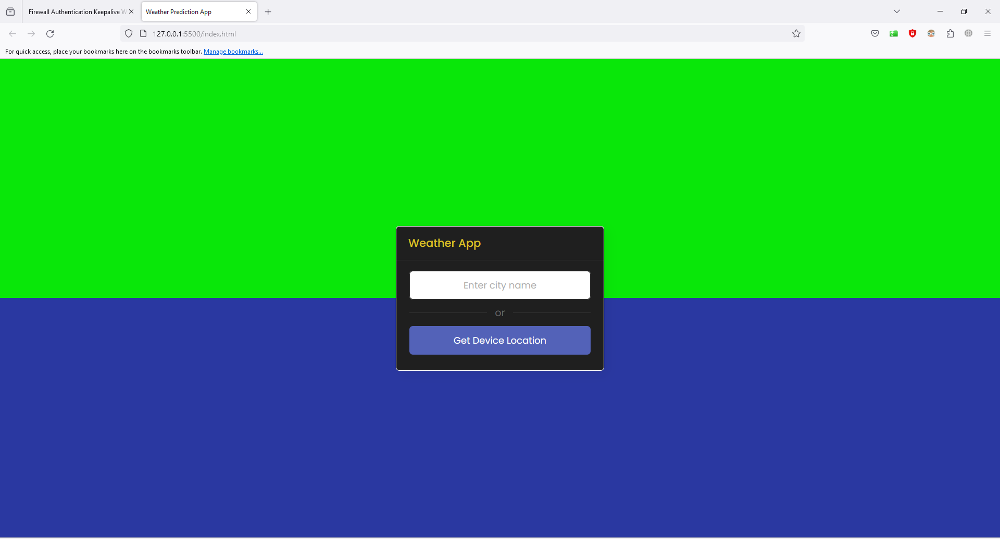 Firewall Authentication Keepalive W
Weather Prediction App
127.0.0.1:5500/index.html
For quick access, place your bookmarks here on the bookmarks toolbar. Manage bookmarks...
Weather App
Enter city name
or
Get Device Location